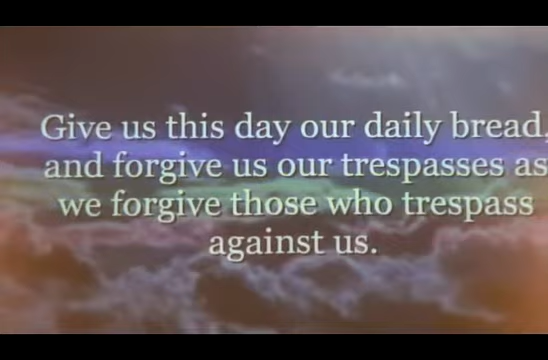 Give us this day our daily bread,
and forgive us our trespasses as
we forgive those who trespass
against us.